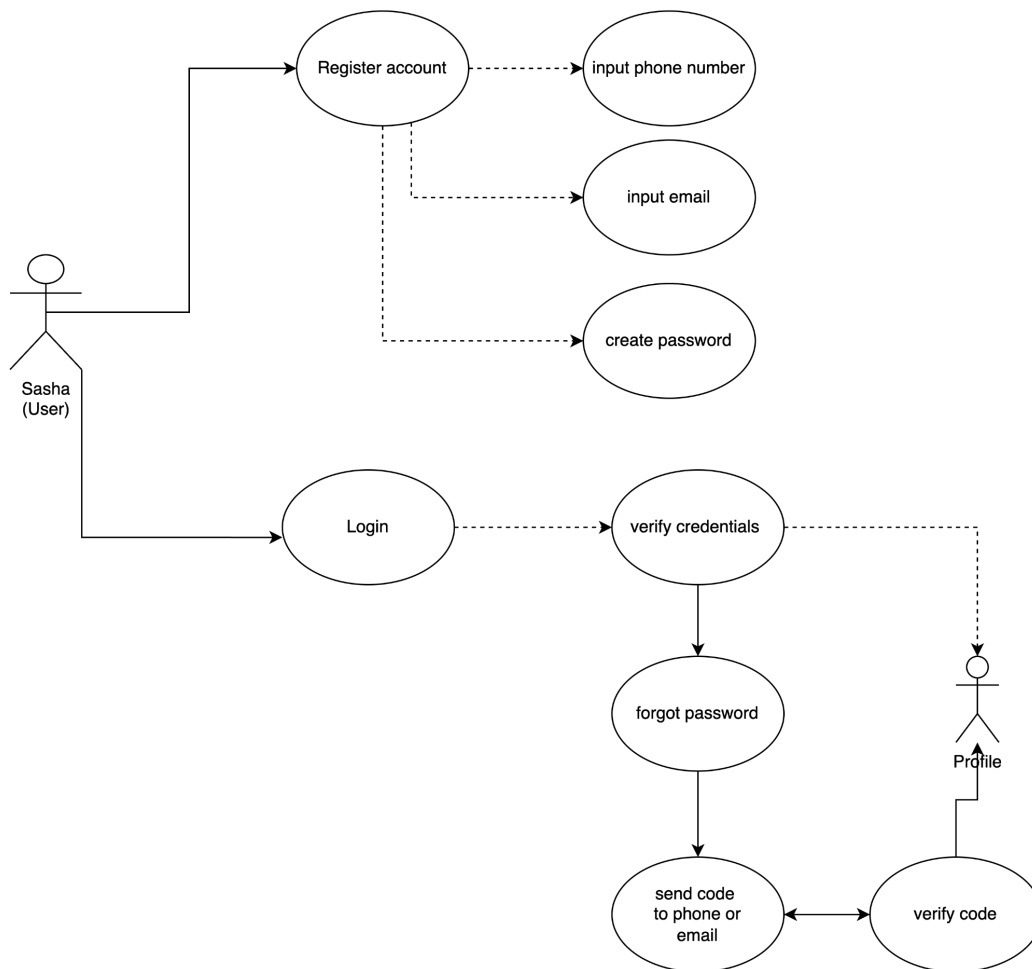 Register account
input phone number
input email
create password
Sasha
(User)
Login
verify credentials
forgot password
Profile
send code
to phone or
email
verify code